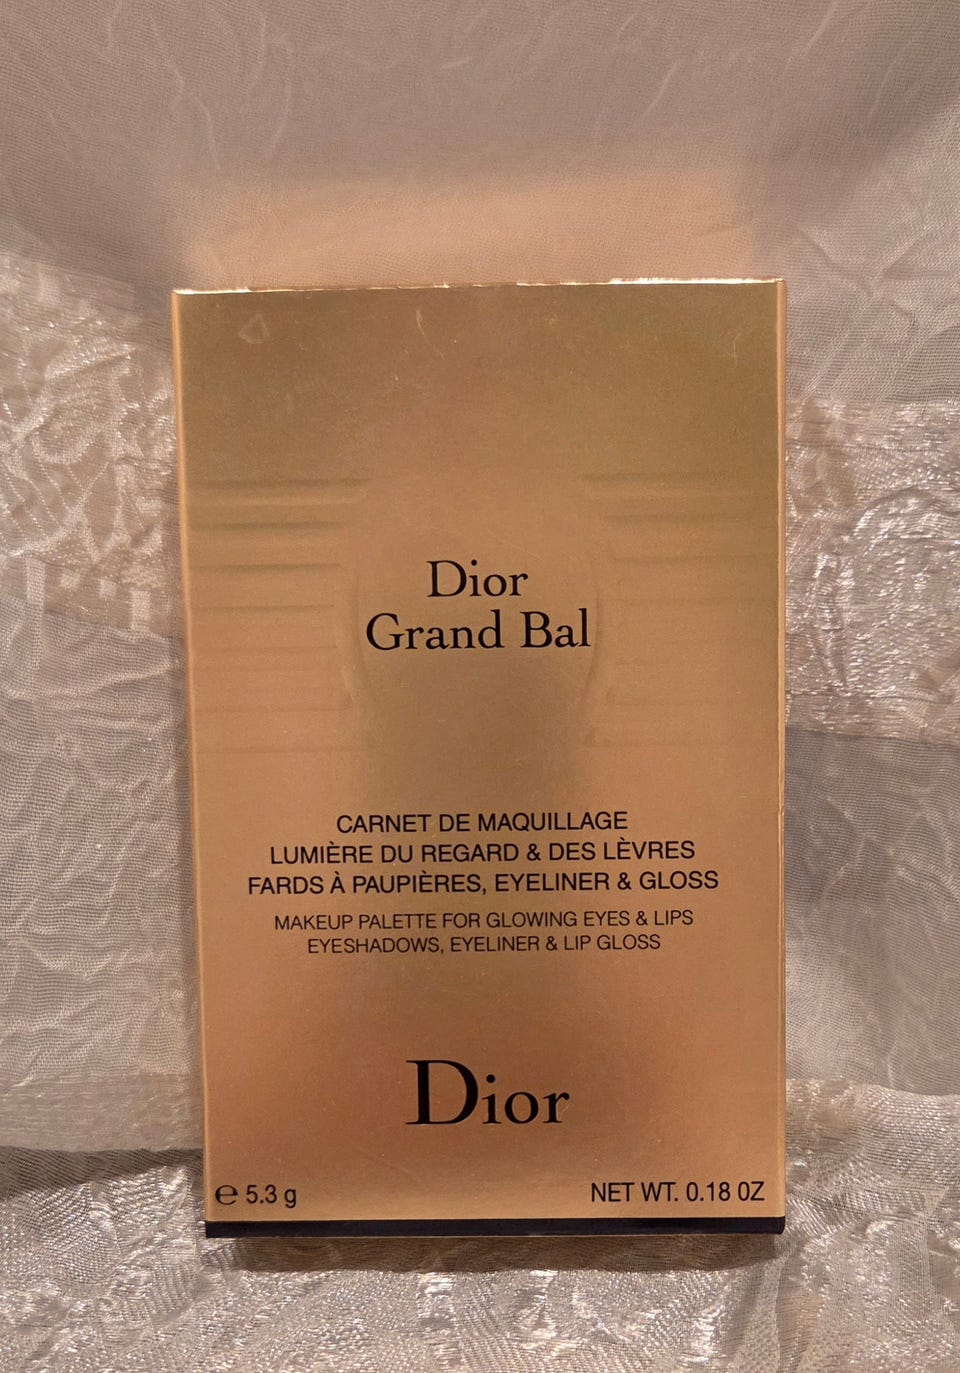 Dior
Grand Bal
CARNET DE MAQUILLAGE
LUMIÈRE DU REGARD & DES LÈVRES
FARDS À PAUPIÈRES, EYELINER & GLOSS
MAKEUP PALETTE FOR GLOWING EYES & LIPS
EYESHADOWS, EYELINER & LIP GLOSS
Dior
℮ 5.3 g NET WT. 0.18 OZ